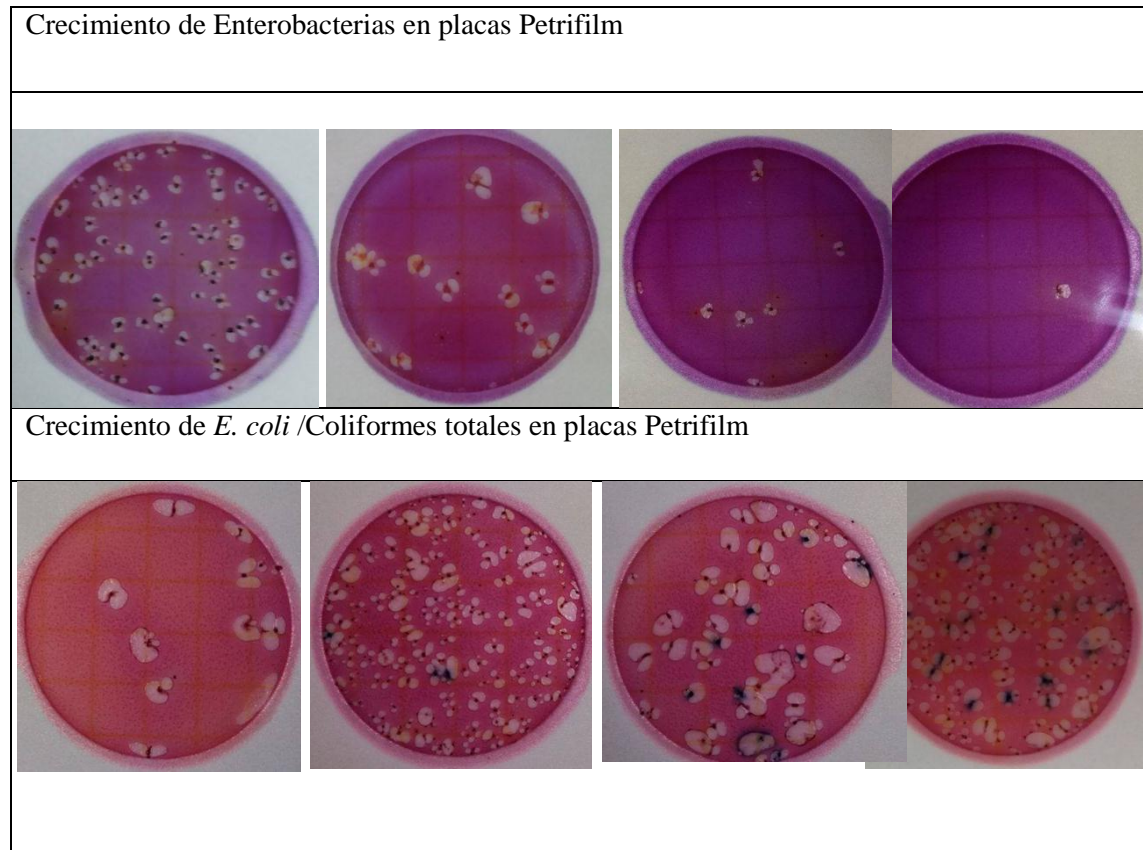 Crecimiento de Enterobacterias en placas Petrifilm
Crecimiento de E. coli /Coliformes totales en placas Petrifilm